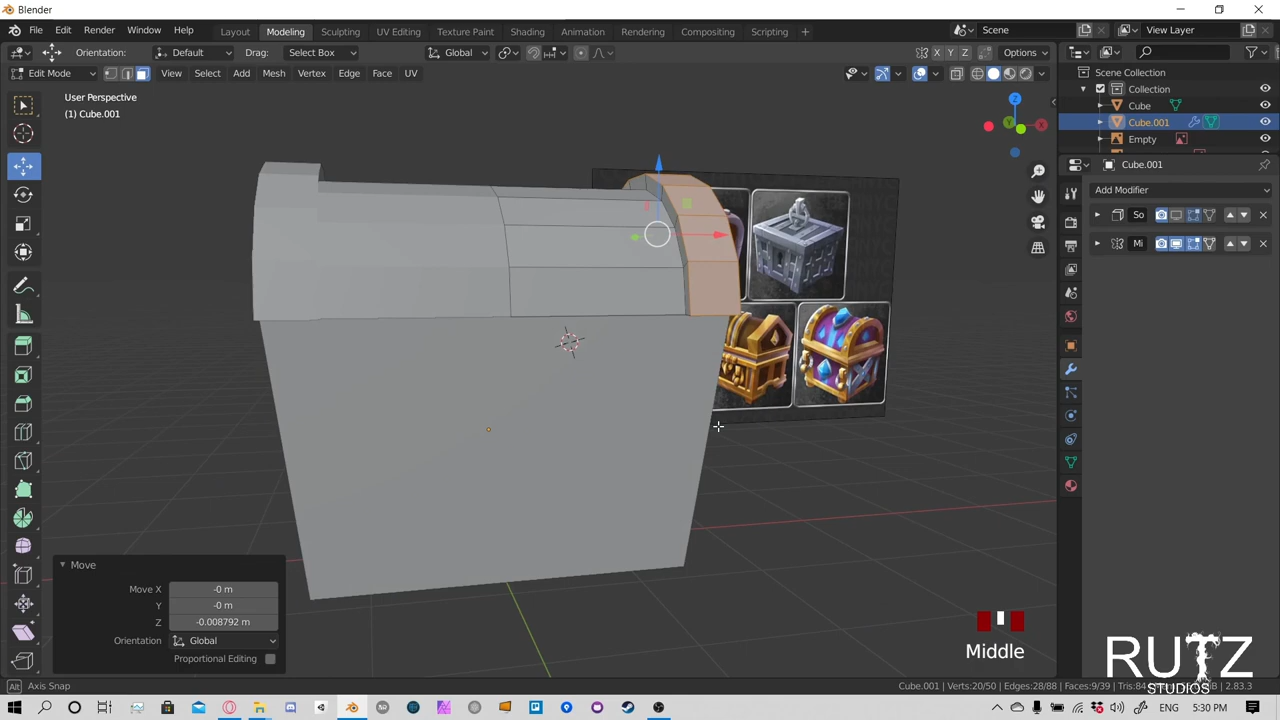 Blender
File Edit Render Window Help Layout Modeling Sculpting UV Editing Texture Paint Shading Animation Rendering Compositing Scripting + Scene View Layer
Orientation: Default Drag: Select Box Global X Y Z Options
Edit Mode View Select Add Mesh Vertex Edge Face UV
Scene Collection
Collection
Cube
Cube.001
Empty
User Perspective
(1) Cube.001
Z
X
Y
Cube.001
Add Modifier
So
Mi
Move
Move X -0 m
Y -0 m
Z -0.008792 m
Orientation Global
Proportional Editing
Middle
RUTZ
STUDIOS
Alt Axis Snap
Cube.001 | Verts:20/50 | Edges:28/88 | Faces:9/39 | Tris:84
2.83.3
5:30 PM